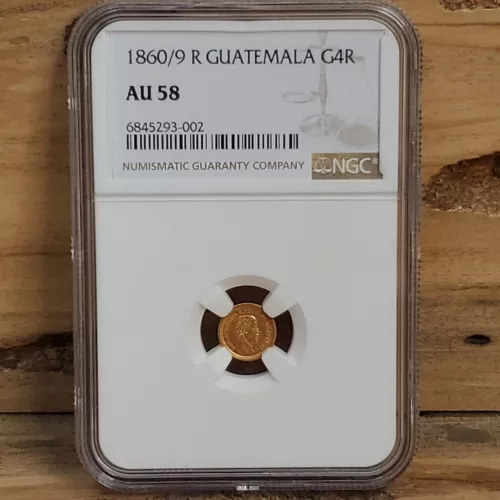 1860/9 R GUATEMALA G4R
AU 58
6845293-002
NUMISMATIC GUARANTY COMPANY NGC